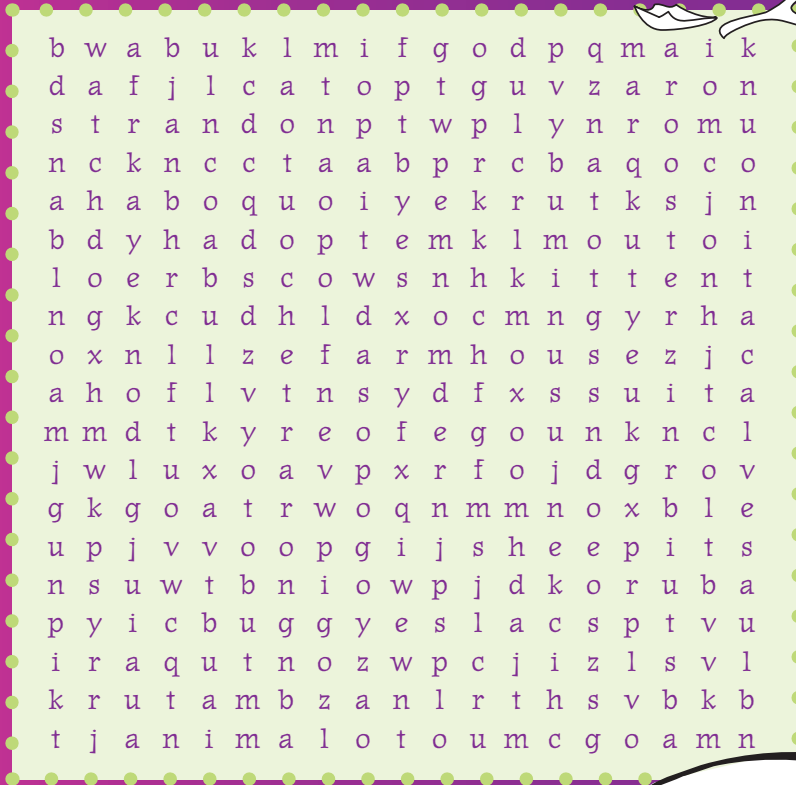 b w a b u k l m i f g o d p q m a i k
d a f j l c a t o p t g u v z a r o n
s t r a n d o n p t w p l y n r o m u
n c k n c c t a a b p r c b a q o c o
a h a b o q u o i y e k r u t k s j n
b d y h a d o p t e m k l m o u t o i
l o e r b s c o w s n h k i t t e n t
n g k c u d h l d x o c m n g y r h a
o x n l l z e f a r m h o u s e z j c
a h o f l v t n s y d f x s s u i t a
m m d t k y r e o f e g o u n k n c l
j w l u x o a v p x r f o j d g r o v
g k g o a t r w o q n m m n o x b l e
u p j v v o o p g i j s h e e p i t s
n s u w t b n i o w p j d k o r u b a
p y i c b u g g y e s l a c s p t v u
i r a q u t n o z w p c j i z l s v l
k r u t a m b z a n l r t h s v b k b
t j a n i m a l o t o u m c g o a m n